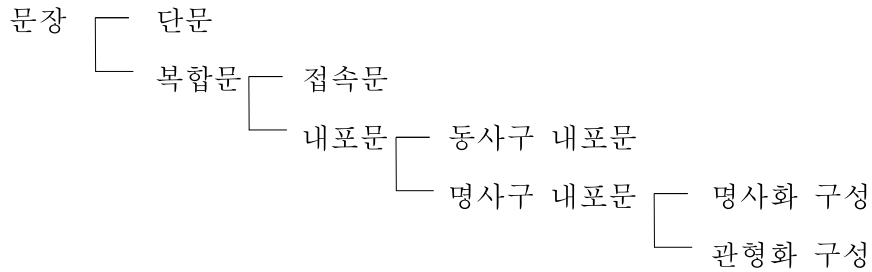 문장 단문
복합문 접속문
내포문 동사구 내포문
명사구 내포문 명사화 구성
관형화 구성